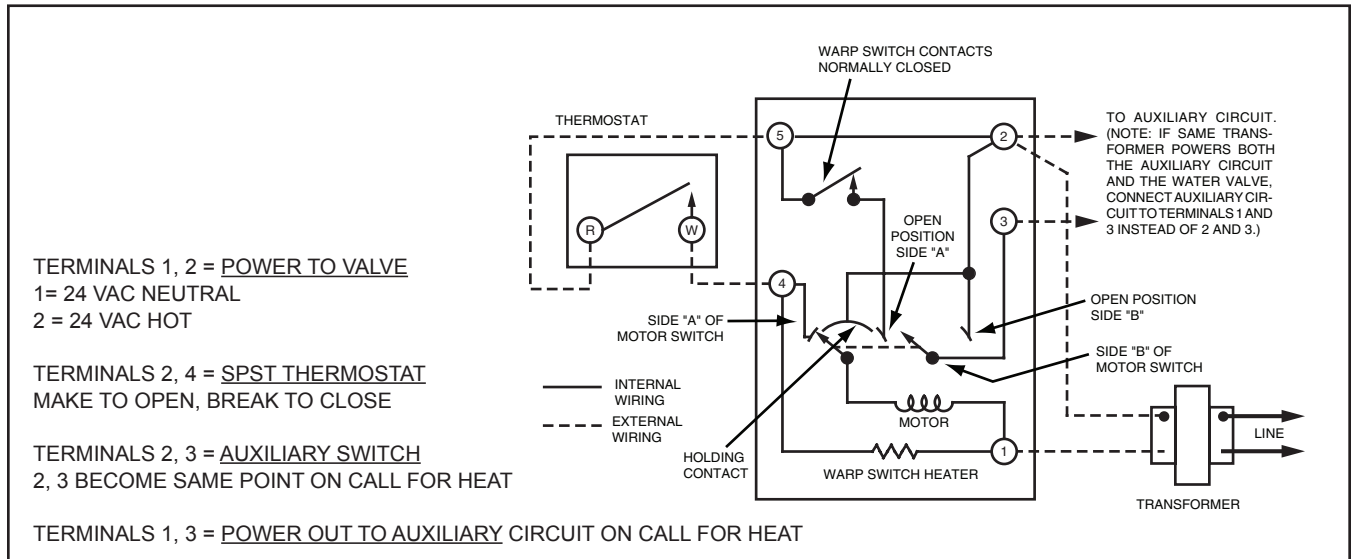 WARP SWITCH CONTACTS
NORMALLY CLOSED
THERMOSTAT
5
2
TO AUXILIARY CIRCUIT.
(NOTE: IF SAME TRANS-
FORMER POWERS BOTH
THE AUXILIARY CIRCUIT
AND THE WATER VALVE,
CONNECT AUXILIARY CIR-
CUIT TO TERMINALS 1 AND
3 INSTEAD OF 2 AND 3.)
R
W
OPEN
POSITION
SIDE "A"
3
4
SIDE "A" OF
MOTOR SWITCH
OPEN POSITION
SIDE "B"
SIDE "B" OF
MOTOR SWITCH
INTERNAL
WIRING
EXTERNAL
WIRING
HOLDING
CONTACT
MOTOR
WARP SWITCH HEATER
1
LINE
TRANSFORMER
TERMINALS 1, 2 = POWER TO VALVE
1= 24 VAC NEUTRAL
2 = 24 VAC HOT
TERMINALS 2, 4 = SPST THERMOSTAT
MAKE TO OPEN, BREAK TO CLOSE
TERMINALS 2, 3 = AUXILIARY SWITCH
2, 3 BECOME SAME POINT ON CALL FOR HEAT
TERMINALS 1, 3 = POWER OUT TO AUXILIARY CIRCUIT ON CALL FOR HEAT